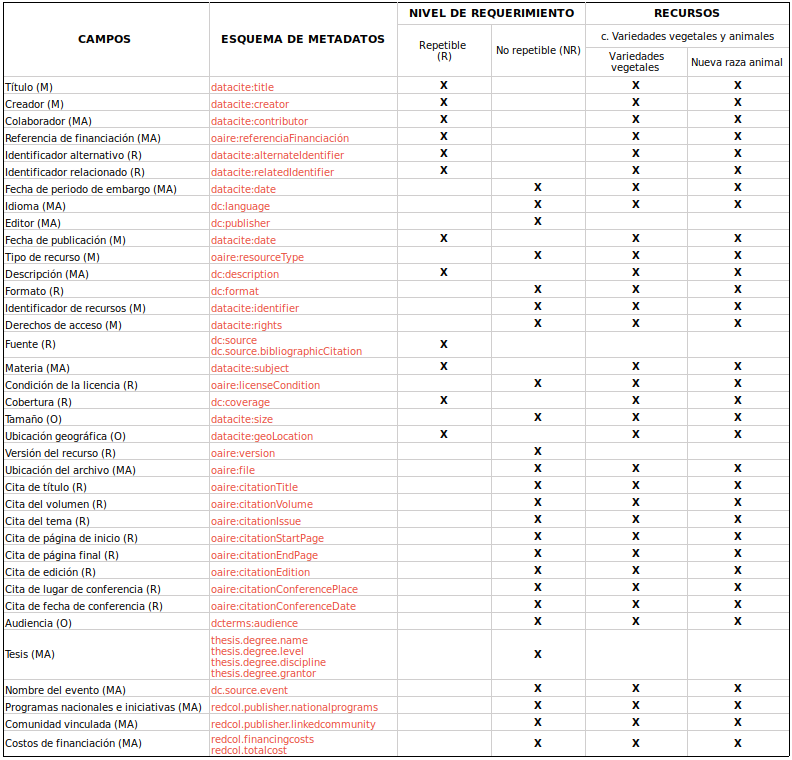 CAMPOS ESQUEMA DE METADATOS NIVEL DE REQUERIMIENTO RECURSOS
Repetible (R) No repetible (NR) c. Variedades vegetales y animales
Variedades vegetales Nueva raza animal
Título (M) datacite:title X X X
Creador (M) datacite:creator X X X
Colaborador (MA) datacite:contributor X X X
Referencia de financiación (MA) oaire:referenciaFinanciación X X X
Identificador alternativo (R) datacite:alternateIdentifier X X X
Identificador relacionado (R) datacite:relatedIdentifier X X X
Fecha de periodo de embargo (MA) datacite:date X X X
Idioma (MA) dc:language X X X
Editor (MA) dc:publisher X
Fecha de publicación (M) datacite:date X X X
Tipo de recurso (M) oaire:resourceType X X X
Descripción (MA) dc:description X X X
Formato (R) dc:format X X X
Identificador de recursos (M) datacite:identifier X X X
Derechos de acceso (M) datacite:rights X X X
Fuente (R) dc:source X
dc.source.bibliographicCitation
Materia (MA) datacite:subject X X X
Condición de la licencia (R) oaire:licenseCondition X X X
Cobertura (R) dc:coverage X X X
Tamaño (O) datacite:size X X X
Ubicación geográfica (O) datacite:geoLocation X X X
Versión del recurso (R) oaire:version X
Ubicación del archivo (MA) oaire:file X X X
Cita de título (R) oaire:citationTitle X X X
Cita del volumen (R) oaire:citationVolume X X X
Cita del tema (R) oaire:citationIssue X X X
Cita de página de inicio (R) oaire:citationStartPage X X X
Cita de página final (R) oaire:citationEndPage X X X
Cita de edición (R) oaire:citationEdition X X X
Cita de lugar de conferencia (R) oaire:citationConferencePlace X X X
Cita de fecha de conferencia (R) oaire:citationConferenceDate X X X
Audiencia (O) dcterms:audience X X X
Tesis (MA) thesis.degree.name X
thesis.degree.level
thesis.degree.discipline
thesis.degree.grantor
Nombre del evento (MA) dc.source.event X X X
Programas nacionales e iniciativas (MA) redcol.publisher.nationalprograms X X X
Comunidad vinculada (MA) redcol.publisher.linkedcommunity X X X
Costos de financiación (MA) redcol.financingcosts X X X
redcol.totalcost